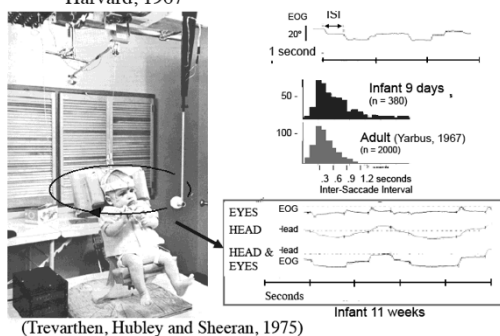 Harvard, 1967
EOG
ISI
20°
1 second
50 -
Infant 9 days
(n = 380)
100 -
Adult (Yarbus, 1967)
(n = 2000)
.3 .6 .9 1.2 seconds
Inter-Saccade Interval
EYES EOG
HEAD Head
HEAD & EYES Head EOG
Seconds
Infant 11 weeks
(Trevarthen, Hubley and Sheeran, 1975)